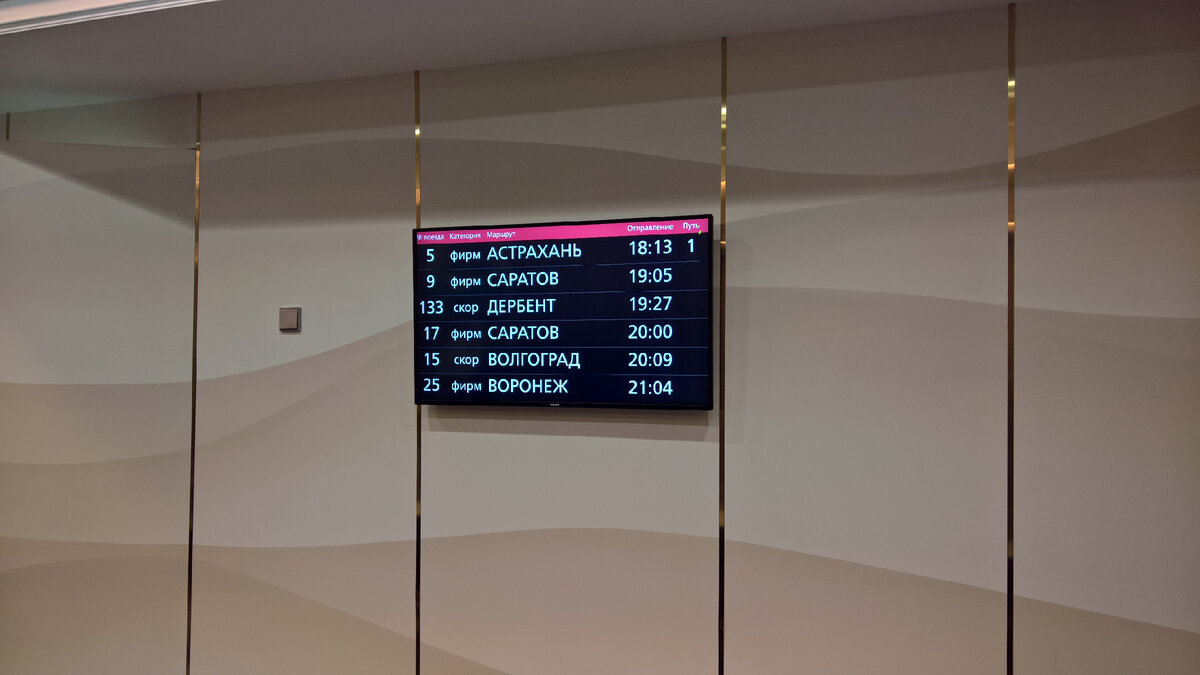 № поезда Категория Маршрут Отправление Путь
5 фирм АСТРАХАНЬ 18:13 1
9 фирм САРАТОВ 19:05
133 скор ДЕРБЕНТ 19:27
17 фирм САРАТОВ 20:00
15 скор ВОЛГОГРАД 20:09
25 фирм ВОРОНЕЖ 21:04